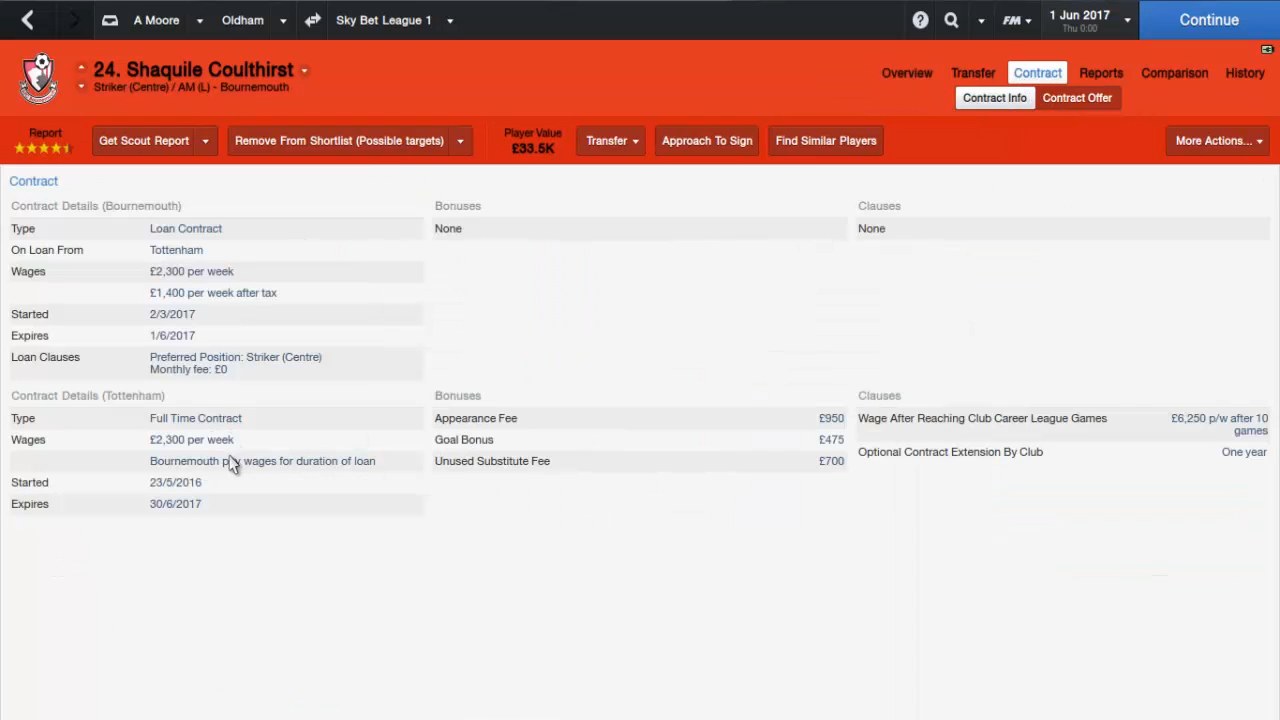 A Moore
Oldham
Sky Bet League 1
FM
1 Jun 2017
Thu 0:00
Continue
24. Shaquile Coulthirst
Striker (Centre) / AM (L) - Bournemouth
Overview
Transfer
Contract
Reports
Comparison
History
Contract Info
Contract Offer
Report
Get Scout Report
Remove From Shortlist (Possible targets)
Player Value
£33.5K
Transfer
Approach To Sign
Find Similar Players
More Actions...
Contract
Contract Details (Bournemouth)
Type Loan Contract
On Loan From Tottenham
Wages £2,300 per week
£1,400 per week after tax
Started 2/3/2017
Expires 1/6/2017
Loan Clauses Preferred Position: Striker (Centre)
Monthly fee: £0
Bonuses
None
Clauses
None
Contract Details (Tottenham)
Type Full Time Contract
Wages £2,300 per week
Bournemouth pay wages for duration of loan
Started 23/5/2016
Expires 30/6/2017
Bonuses
Appearance Fee £950
Goal Bonus £475
Unused Substitute Fee £700
Clauses
Wage After Reaching Club Career League Games £6,250 p/w after 10
games
Optional Contract Extension By Club One year